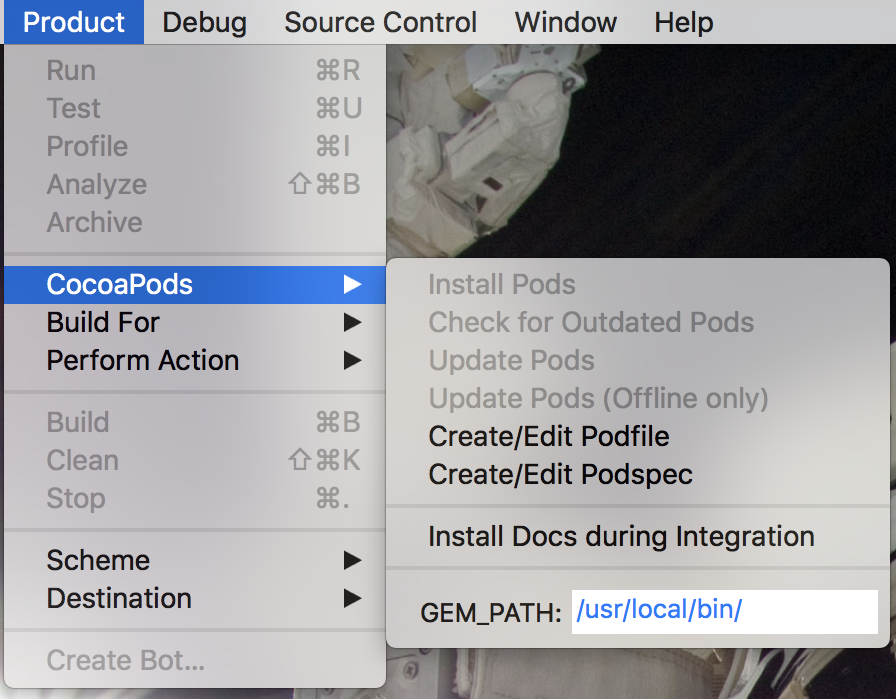 Product Debug Source Control Window Help
Run ⌘R
Test ⌘U
Profile ⌘I
Analyze ⇧⌘B
Archive
CocoaPods ▶
Build For ▶
Perform Action ▶
Build ⌘B
Clean ⇧⌘K
Stop ⌘.
Scheme ▶
Destination ▶
Create Bot...
Install Pods
Check for Outdated Pods
Update Pods
Update Pods (Offline only)
Create/Edit Podfile
Create/Edit Podspec
Install Docs during Integration
GEM_PATH: /usr/local/bin/